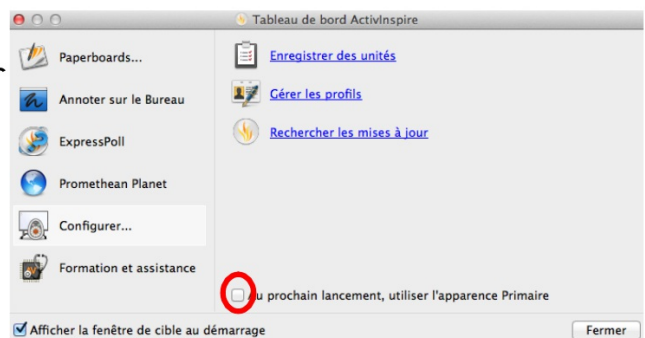 Tableau de bord ActivInspire
Paperboards...
Annoter sur le Bureau
ExpressPoll
Promethean Planet
Configurer...
Formation et assistance
Enregistrer des unités
Gérer les profils
Rechercher les mises à jour
Au prochain lancement, utiliser l'apparence Primaire
Afficher la fenêtre de cible au démarrage
Fermer